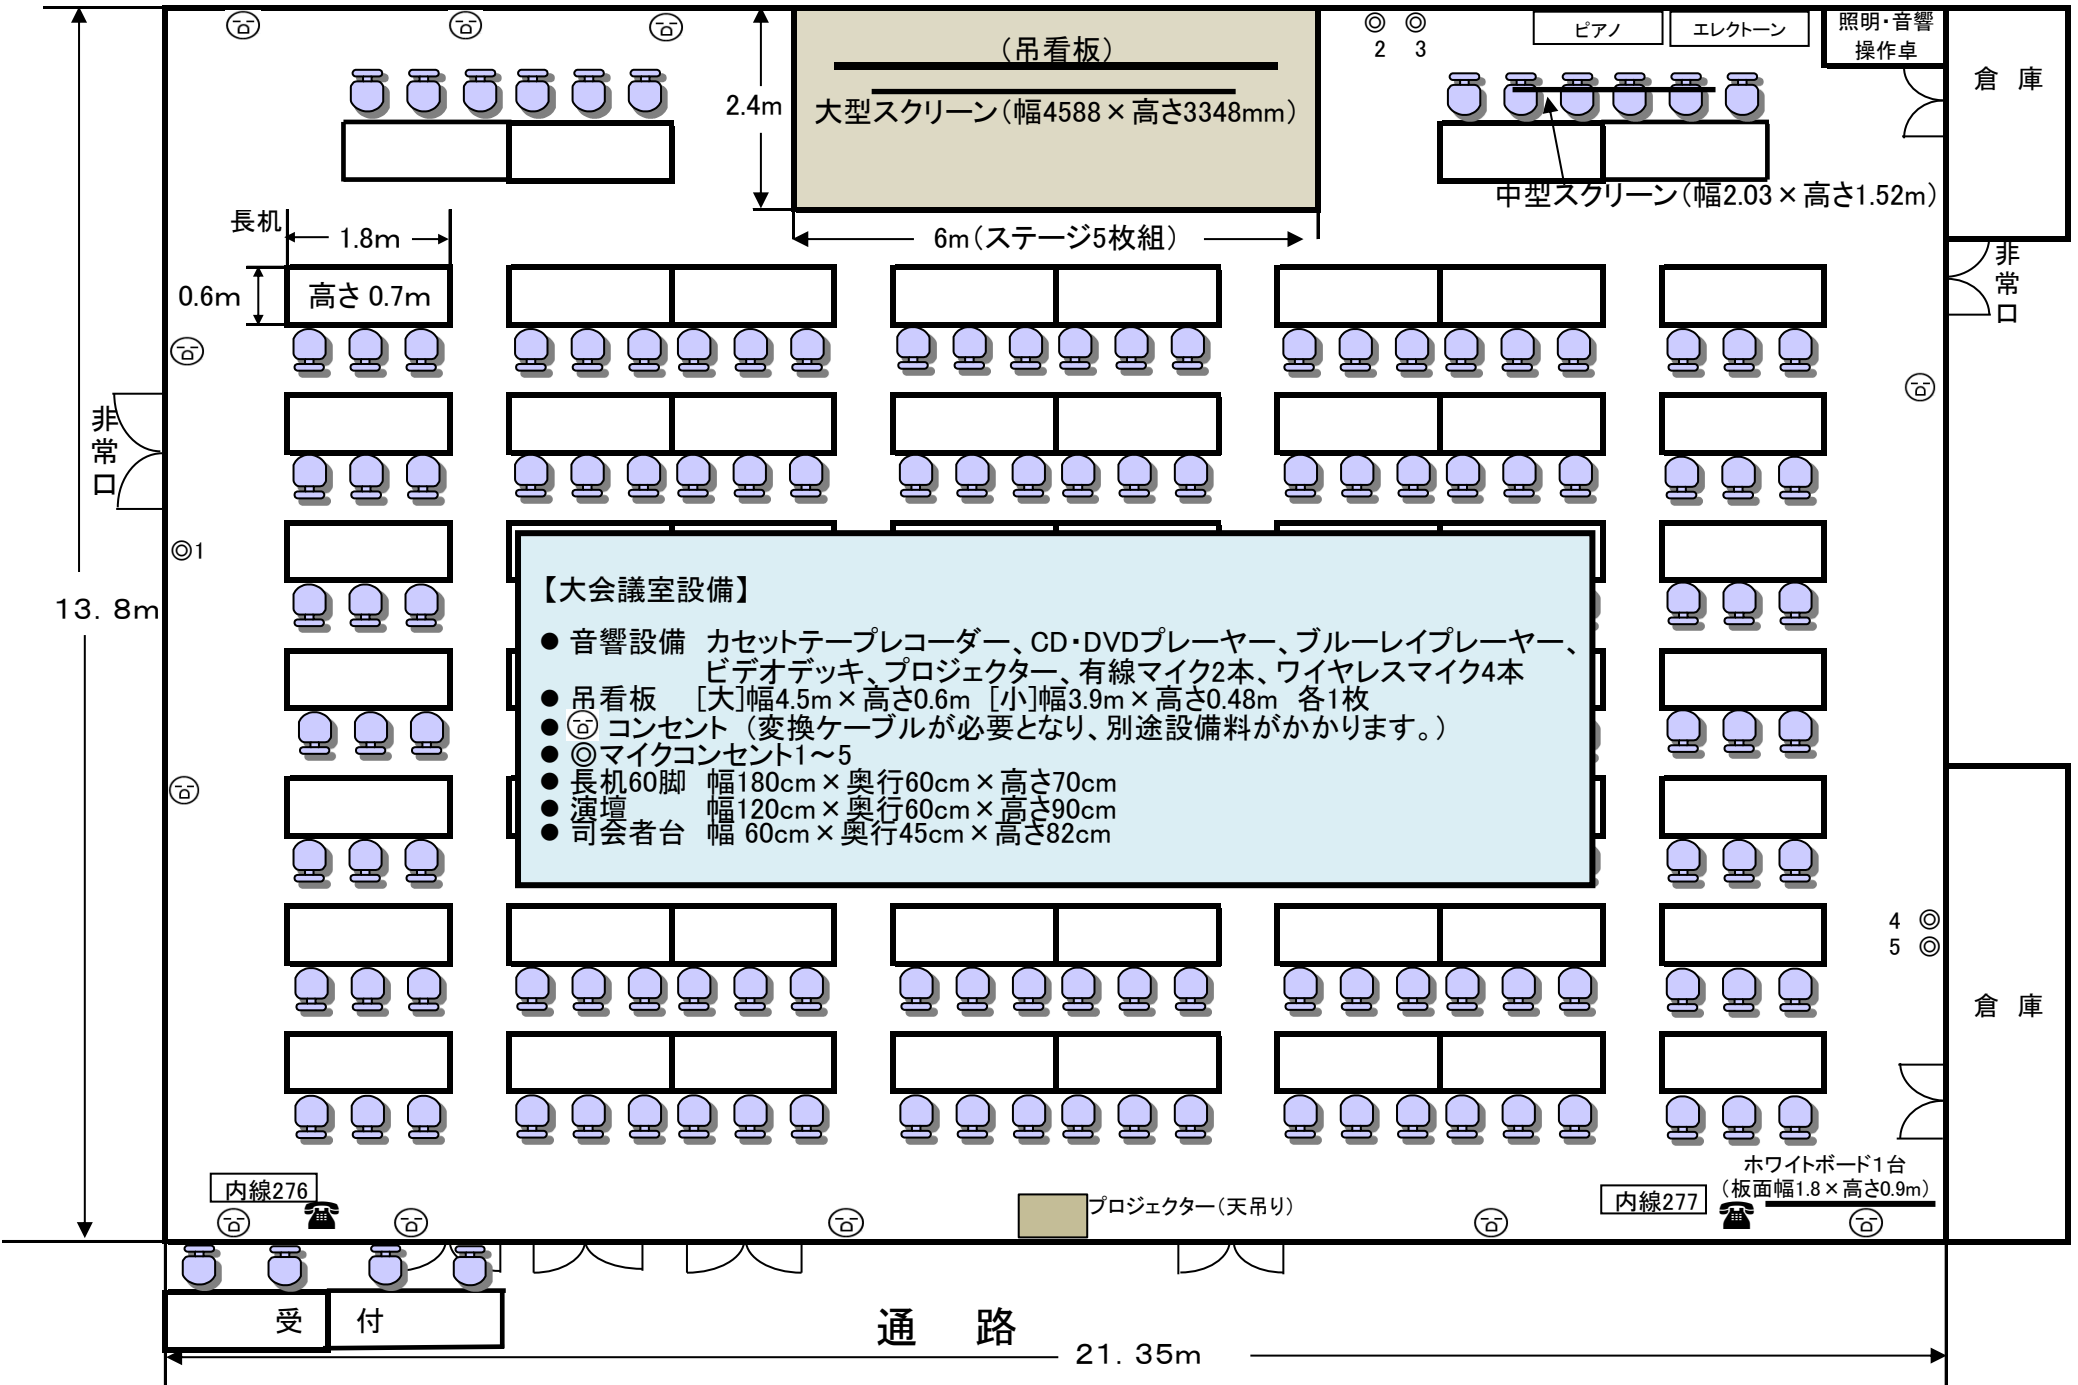 照明・音響
操作卓
ピアノ
エレクトーン
2 3
(吊看板)
倉 庫
2.4m
大型スクリーン(幅4588×高さ3348mm)
中型スクリーン(幅2.03×高さ1.52m)
長机
1.8m
6m(ステージ5枚組)
0.6m
高さ 0.7m
非常口
非常口
◎1
13.8m
【大会議室設備】
● 音響設備 カセットテープレコーダー、CD・DVDプレーヤー、ブルーレイプレーヤー、
ビデオデッキ、プロジェクター、有線マイク2本、ワイヤレスマイク4本
● 吊看板 [大]幅4.5m×高さ0.6m [小]幅3.9m×高さ0.48m 各1枚
● コンセント (変換ケーブルが必要となり、別途設備料がかかります。)
● ◎マイクコンセント1～5
● 長机60脚 幅180cm×奥行60cm×高さ70cm
● 演壇 幅120cm×奥行60cm×高さ90cm
● 司会者台 幅 60cm×奥行45cm×高さ82cm
4 ◎
5 ◎
倉 庫
ホワイトボード1台
(板面幅1.8×高さ0.9m)
内線276
内線277
プロジェクター(天吊り)
受 付
通 路
21.35m